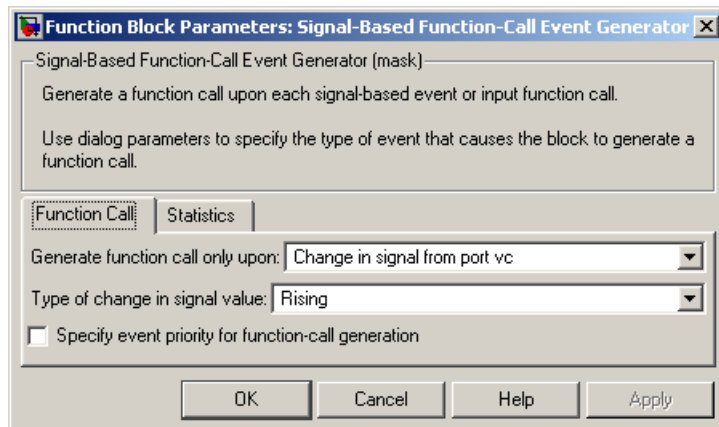 Function Block Parameters: Signal-Based Function-Call Event Generator
Signal-Based Function-Call Event Generator (mask)
Generate a function call upon each signal-based event or input function call.
Use dialog parameters to specify the type of event that causes the block to generate a
function call.
Function Call Statistics
Generate function call only upon: Change in signal from port vc
Type of change in signal value: Rising
Specify event priority for function-call generation
OK Cancel Help Apply